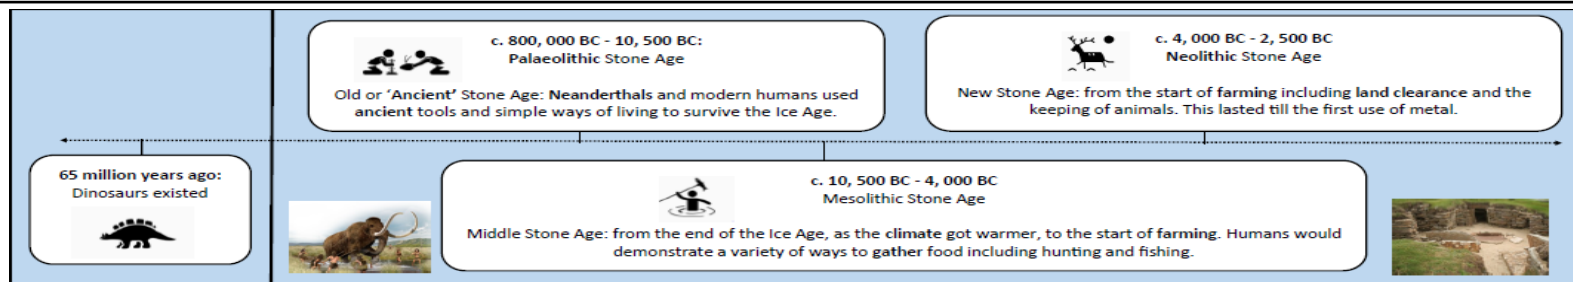 65 million years ago:
Dinosaurs existed
c. 800, 000 BC - 10, 500 BC:
Palaeolithic Stone Age
Old or ‘Ancient’ Stone Age: Neanderthals and modern humans used
ancient tools and simple ways of living to survive the Ice Age.
c. 10, 500 BC - 4, 000 BC
Mesolithic Stone Age
Middle Stone Age: from the end of the Ice Age, as the climate got warmer, to the start of farming. Humans would
demonstrate a variety of ways to gather food including hunting and fishing.
c. 4, 000 BC - 2, 500 BC
Neolithic Stone Age
New Stone Age: from the start of farming including land clearance and the
keeping of animals. This lasted till the first use of metal.